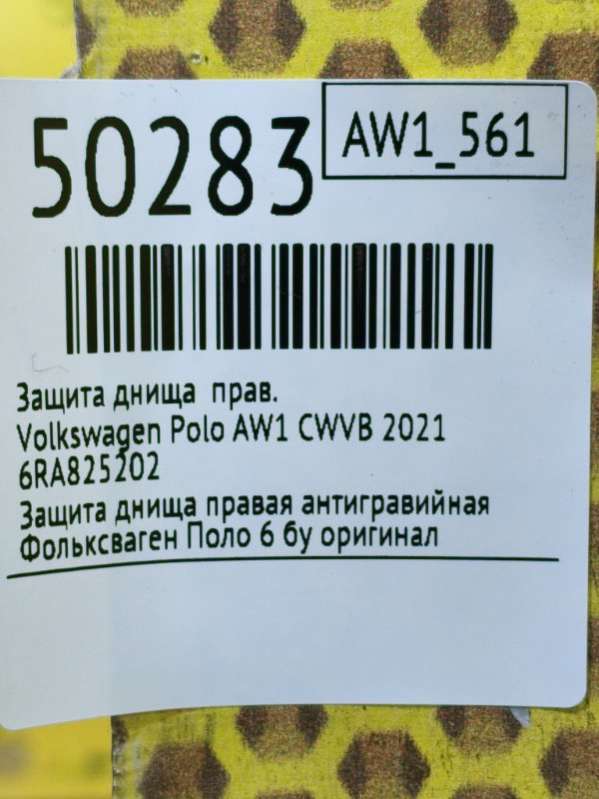 50283
AW1_561
Защита днища прав.
Volkswagen Polo AW1 CWVB 2021
6RA825202
Защита днища правая антигравийная
Фольксваген Поло 6 бу оригинал